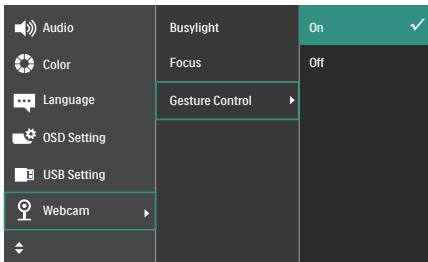 Audio
Color
Language
OSD Setting
USB Setting
Webcam
Busylight
Focus
Gesture Control
On
Off